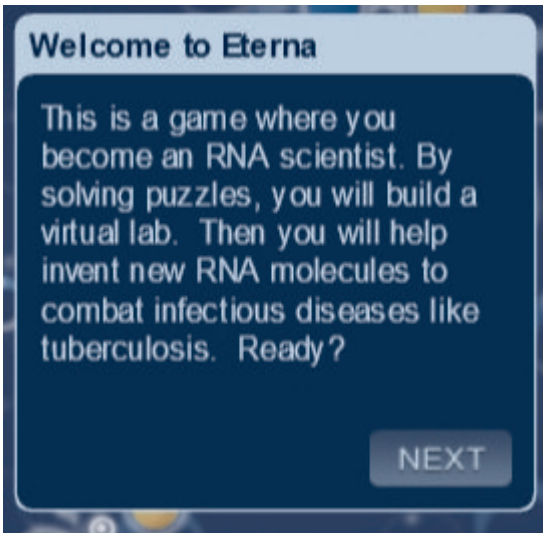 Welcome to Eterna
This is a game where you
become an RNA scientist. By
solving puzzles, you will build a
virtual lab. Then you will help
invent new RNA molecules to
combat infectious diseases like
tuberculosis. Ready?
NEXT